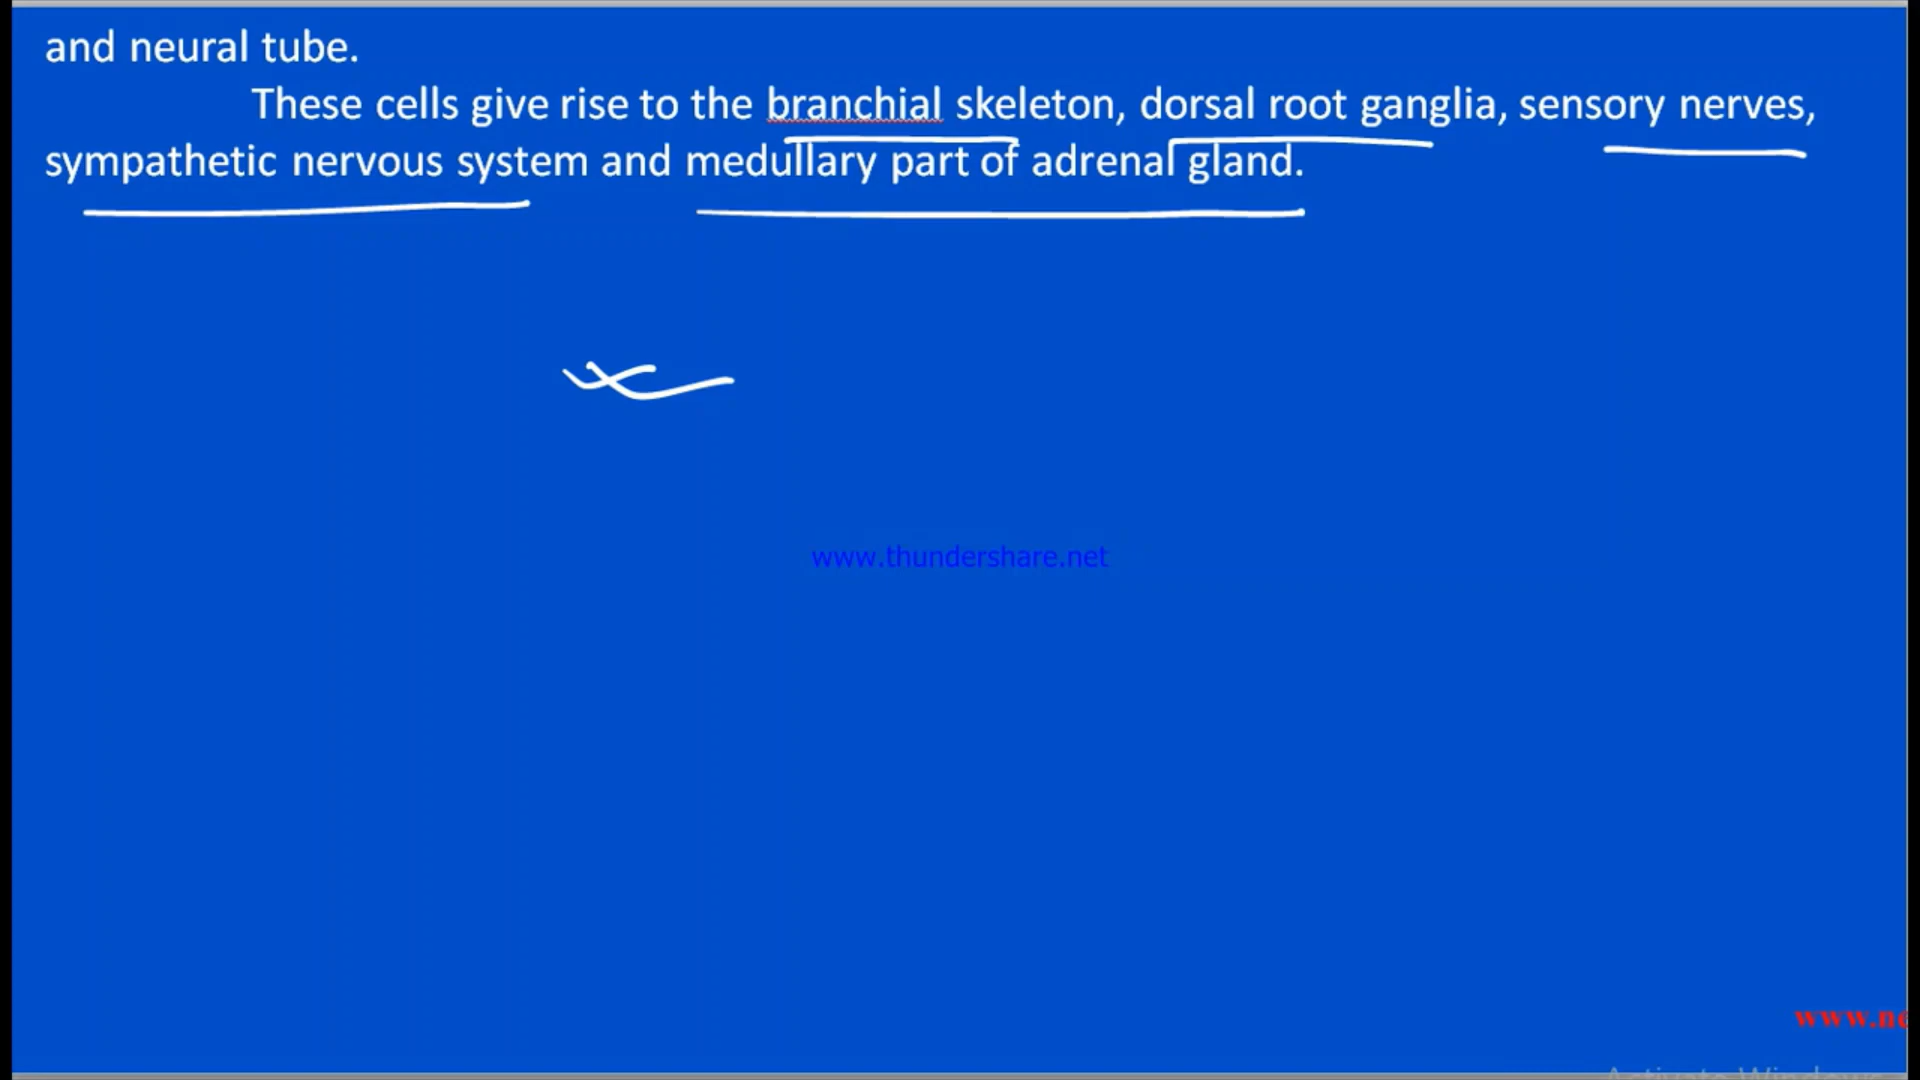 and neural tube.
These cells give rise to the branchial skeleton, dorsal root ganglia, sensory nerves,
sympathetic nervous system and medullary part of adrenal gland.
www.thundershare.net